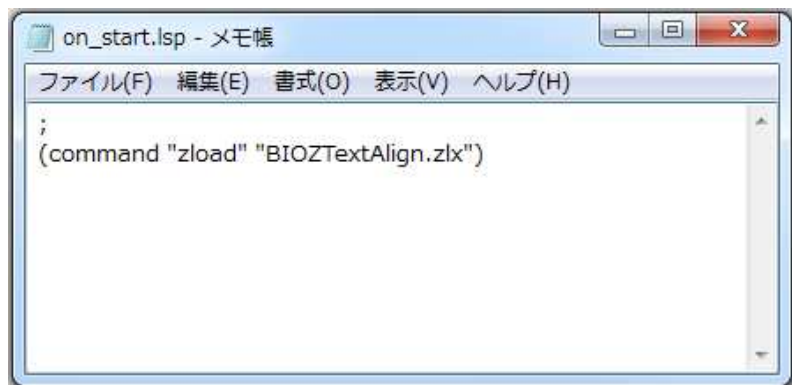 on_start.lsp - メモ帳
ファイル(F) 編集(E) 書式(O) 表示(V) ヘルプ(H)
;
(command "zload" "BIOZTextAlign.zlx")